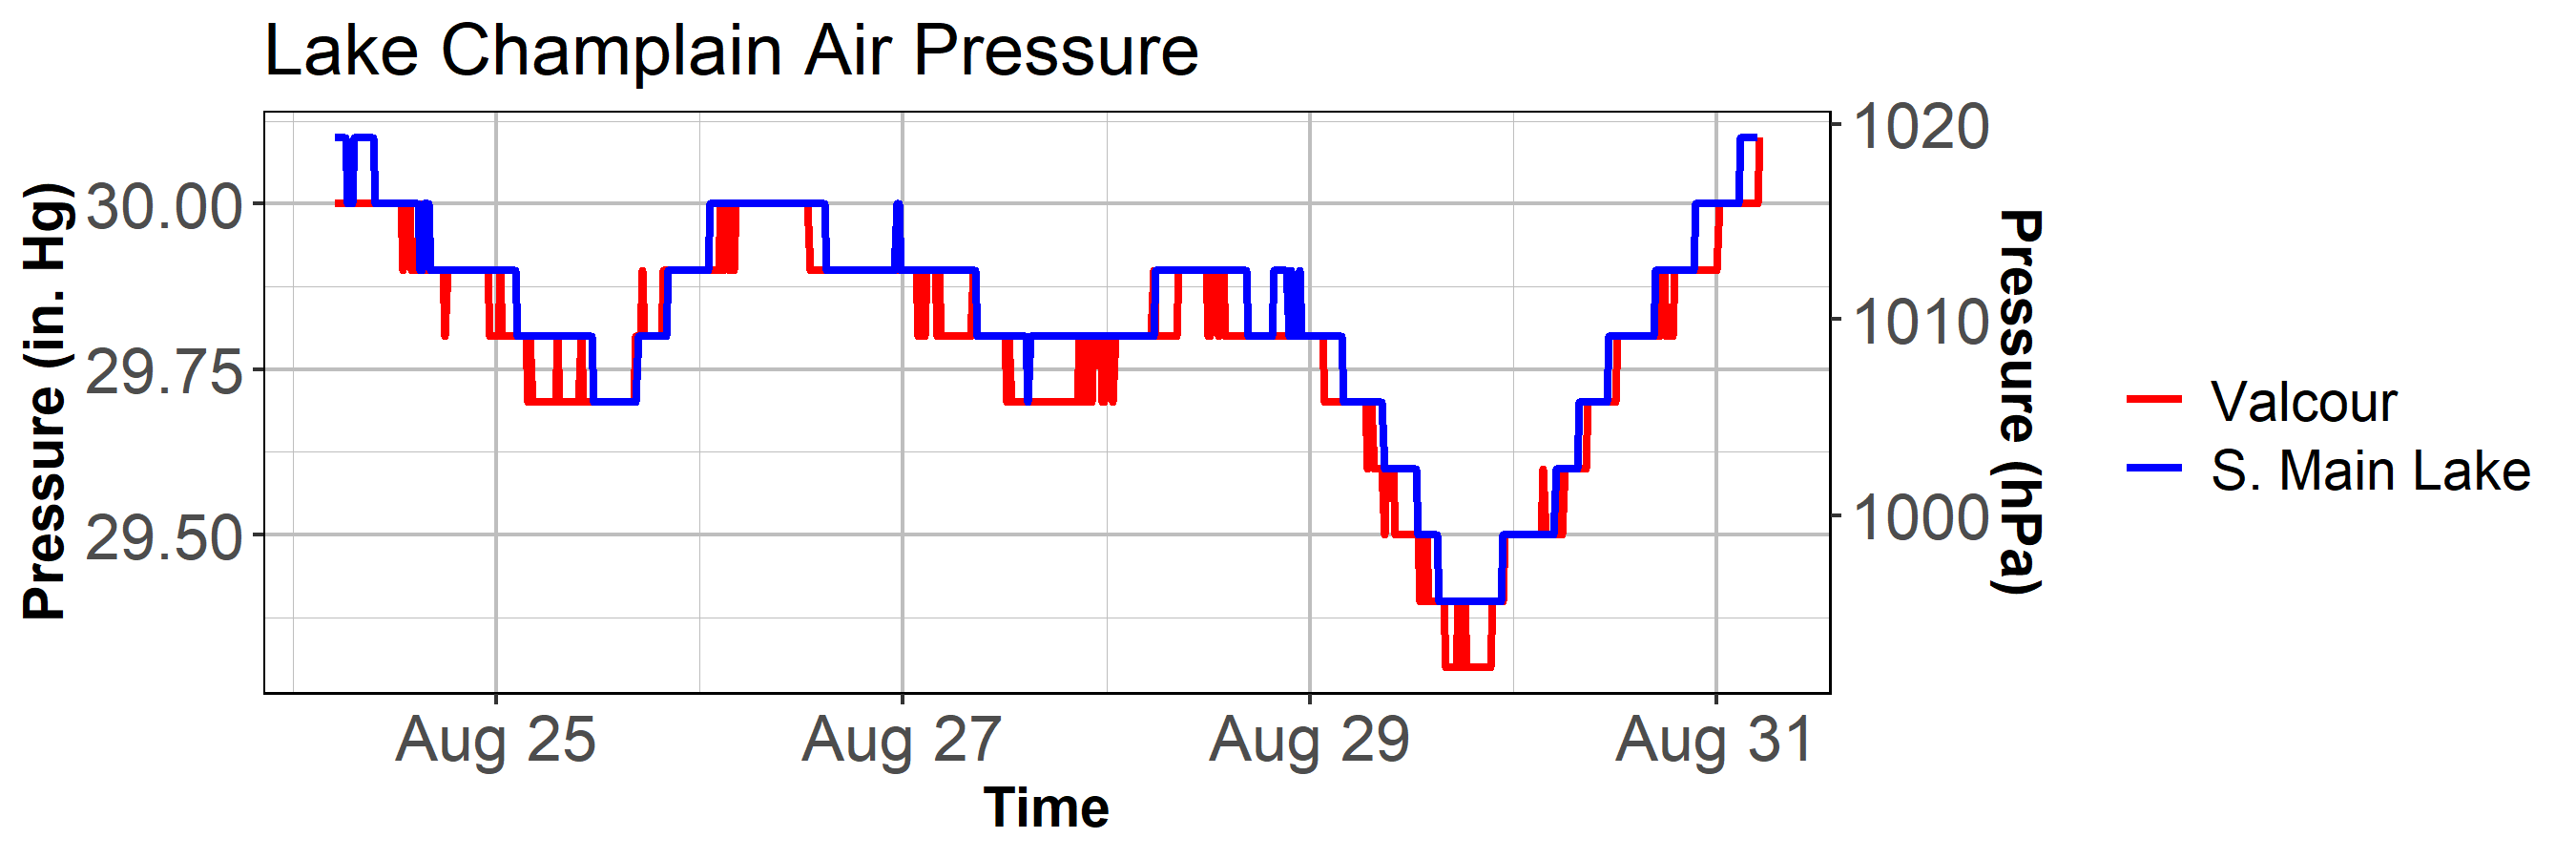 Lake Champlain Air Pressure
Pressure (in. Hg)
30.00
29.75
29.50
1020
1010
1000
Pressure (hPa)
Aug 25
Aug 27
Aug 29
Aug 31
Time
Valcour
S. Main Lake